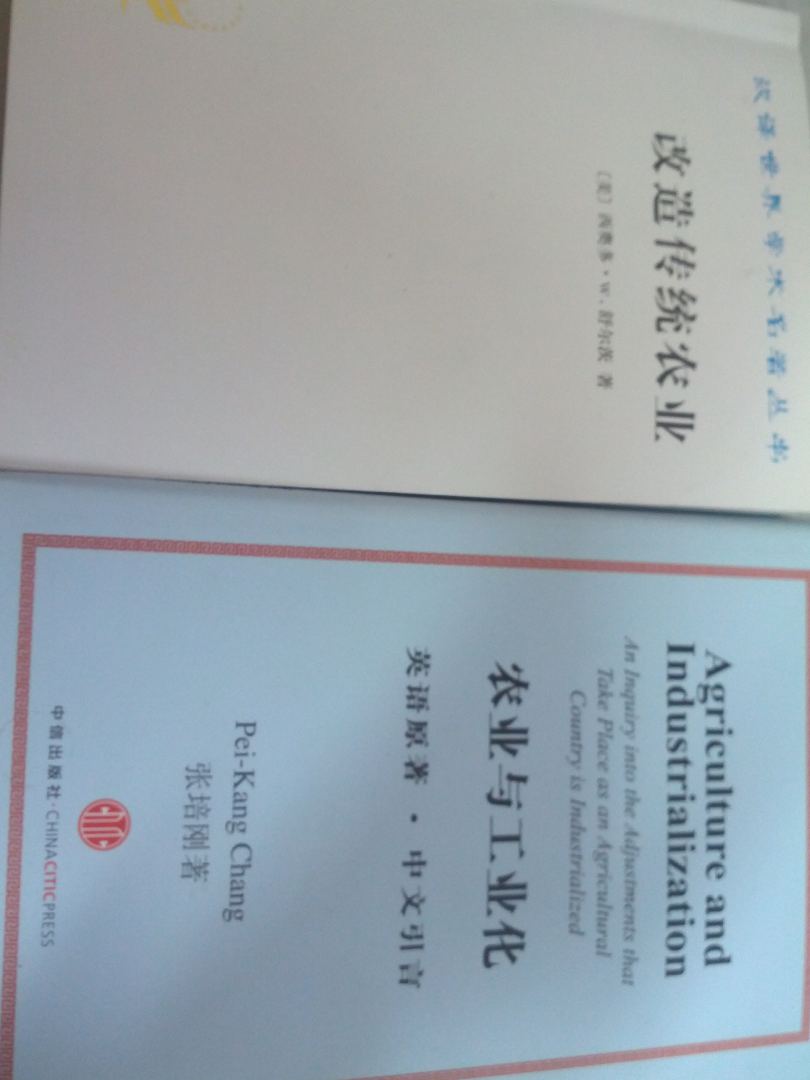 汉译世界学术名著丛书
改造传统农业
〔美〕西奥多·W.舒尔茨 著
Agriculture and
Industrialization
An Inquiry into the Adjustments that
Take Place as an Agricultural
Country is Industrialized
农业与工业化
英语原著·中文引言
Pei-Kang Chang
张培刚著
中信出版社·CHINACITICPRESS